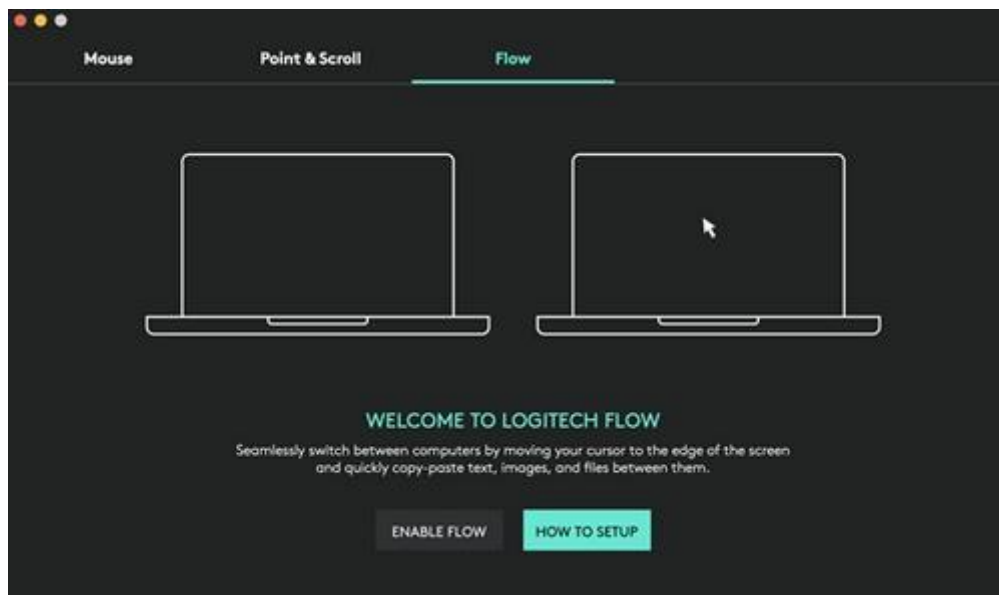 Mouse Point & Scroll Flow
WELCOME TO LOGITECH FLOW
Seamlessly switch between computers by moving your cursor to the edge of the screen
and quickly copy-paste text, images, and files between them.
ENABLE FLOW HOW TO SETUP